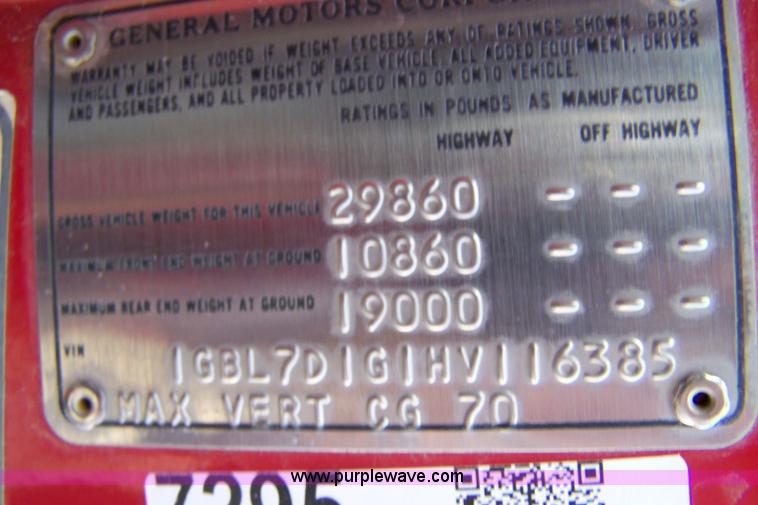 GENERAL MOTORS
WARRANTY MAY BE VOIDED IF WEIGHT EXCEEDS ANY OF RATINGS SHOWN. GROSS
VEHICLE WEIGHT INCLUDES WEIGHT OF BASE VEHICLE, ALL ADDED EQUIPMENT, DRIVER
AND PASSENGERS, AND ALL PROPERTY LOADED INTO OR ONTO VEHICLE.
RATINGS IN POUNDS AS MANUFACTURED
HIGHWAY OFF HIGHWAY
GROSS VEHICLE WEIGHT FOR THIS VEHICLE 29860 - - -
MAXIMUM FRONT END WEIGHT AT GROUND 10860 - - -
MAXIMUM REAR END WEIGHT AT GROUND 19000 - - -
VIN
1GBL7D1G1HV116385
MAX VERT CG 70
7295
www.purplewave.com